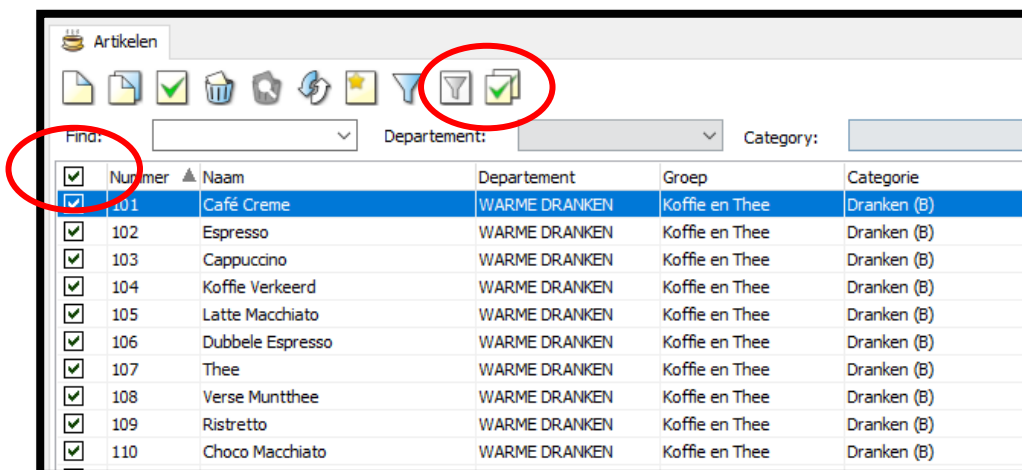 Artikelen
Find: Departement: Category:
Nummer Naam Departement Groep Categorie
101 Café Creme WARME DRANKEN Koffie en Thee Dranken (B)
102 Espresso WARME DRANKEN Koffie en Thee Dranken (B)
103 Cappuccino WARME DRANKEN Koffie en Thee Dranken (B)
104 Koffie Verkeerd WARME DRANKEN Koffie en Thee Dranken (B)
105 Latte Macchiato WARME DRANKEN Koffie en Thee Dranken (B)
106 Dubbele Espresso WARME DRANKEN Koffie en Thee Dranken (B)
107 Thee WARME DRANKEN Koffie en Thee Dranken (B)
108 Verse Muntthee WARME DRANKEN Koffie en Thee Dranken (B)
109 Ristretto WARME DRANKEN Koffie en Thee Dranken (B)
110 Choco Macchiato WARME DRANKEN Koffie en Thee Dranken (B)